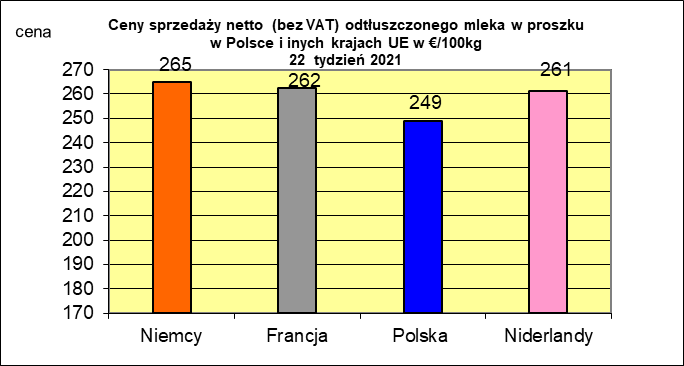 Ceny sprzedaży netto (bez VAT) odtłuszczonego mleka w proszku
w Polsce i inych krajach UE w €/100kg
22 tydzień 2021
cena
270
260
250
240
230
220
210
200
190
180
170
265
262
249
261
Niemcy
Francja
Polska
Niderlandy